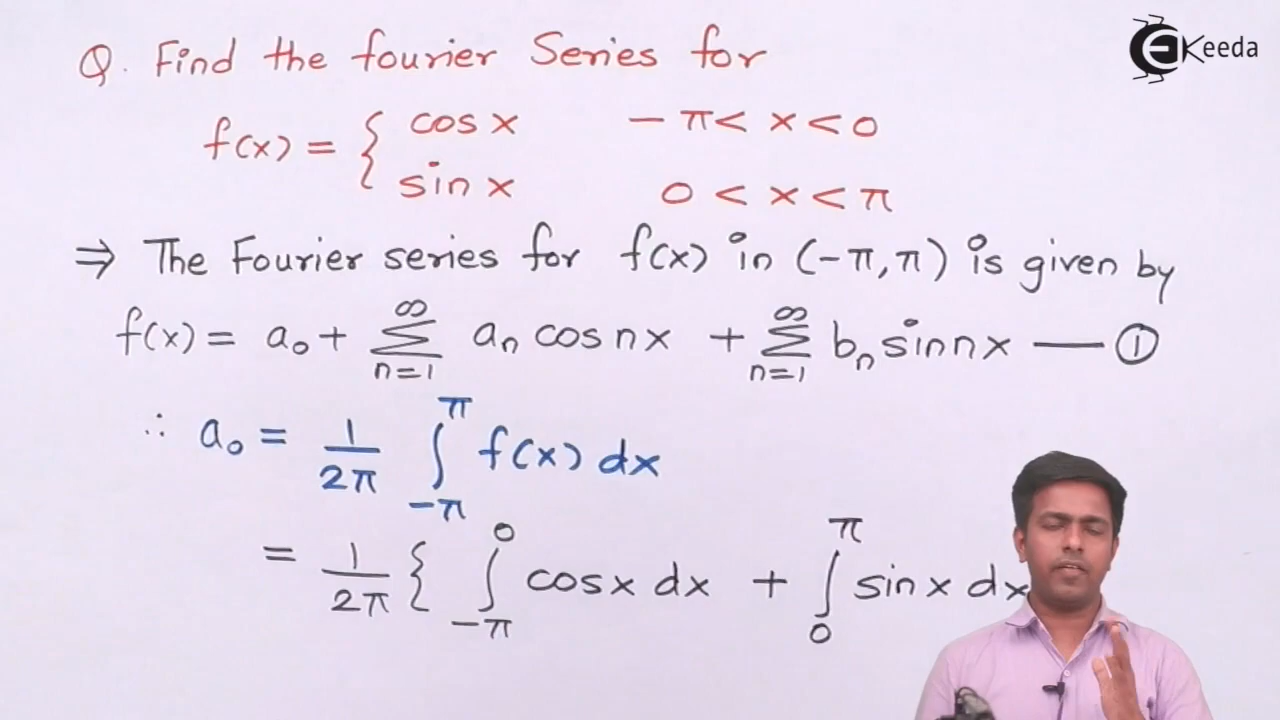 Q. Find the fourier Series for
Keeda
f(x) = { cos x   -π < x < 0
sin x   0 < x < π
⇒ The Fourier series for f(x) in (-π, π) is given by
f(x) = a₀ + ∑_{n=1}^{∞} aₙ cos nx + ∑_{n=1}^{∞} bₙ sin nx — ①
∴ a₀ = 1/2π ∫_{-π}^{π} f(x) dx
= 1/2π { ∫_{-π}^{0} cos x dx + ∫_{0}^{π} sin x dx